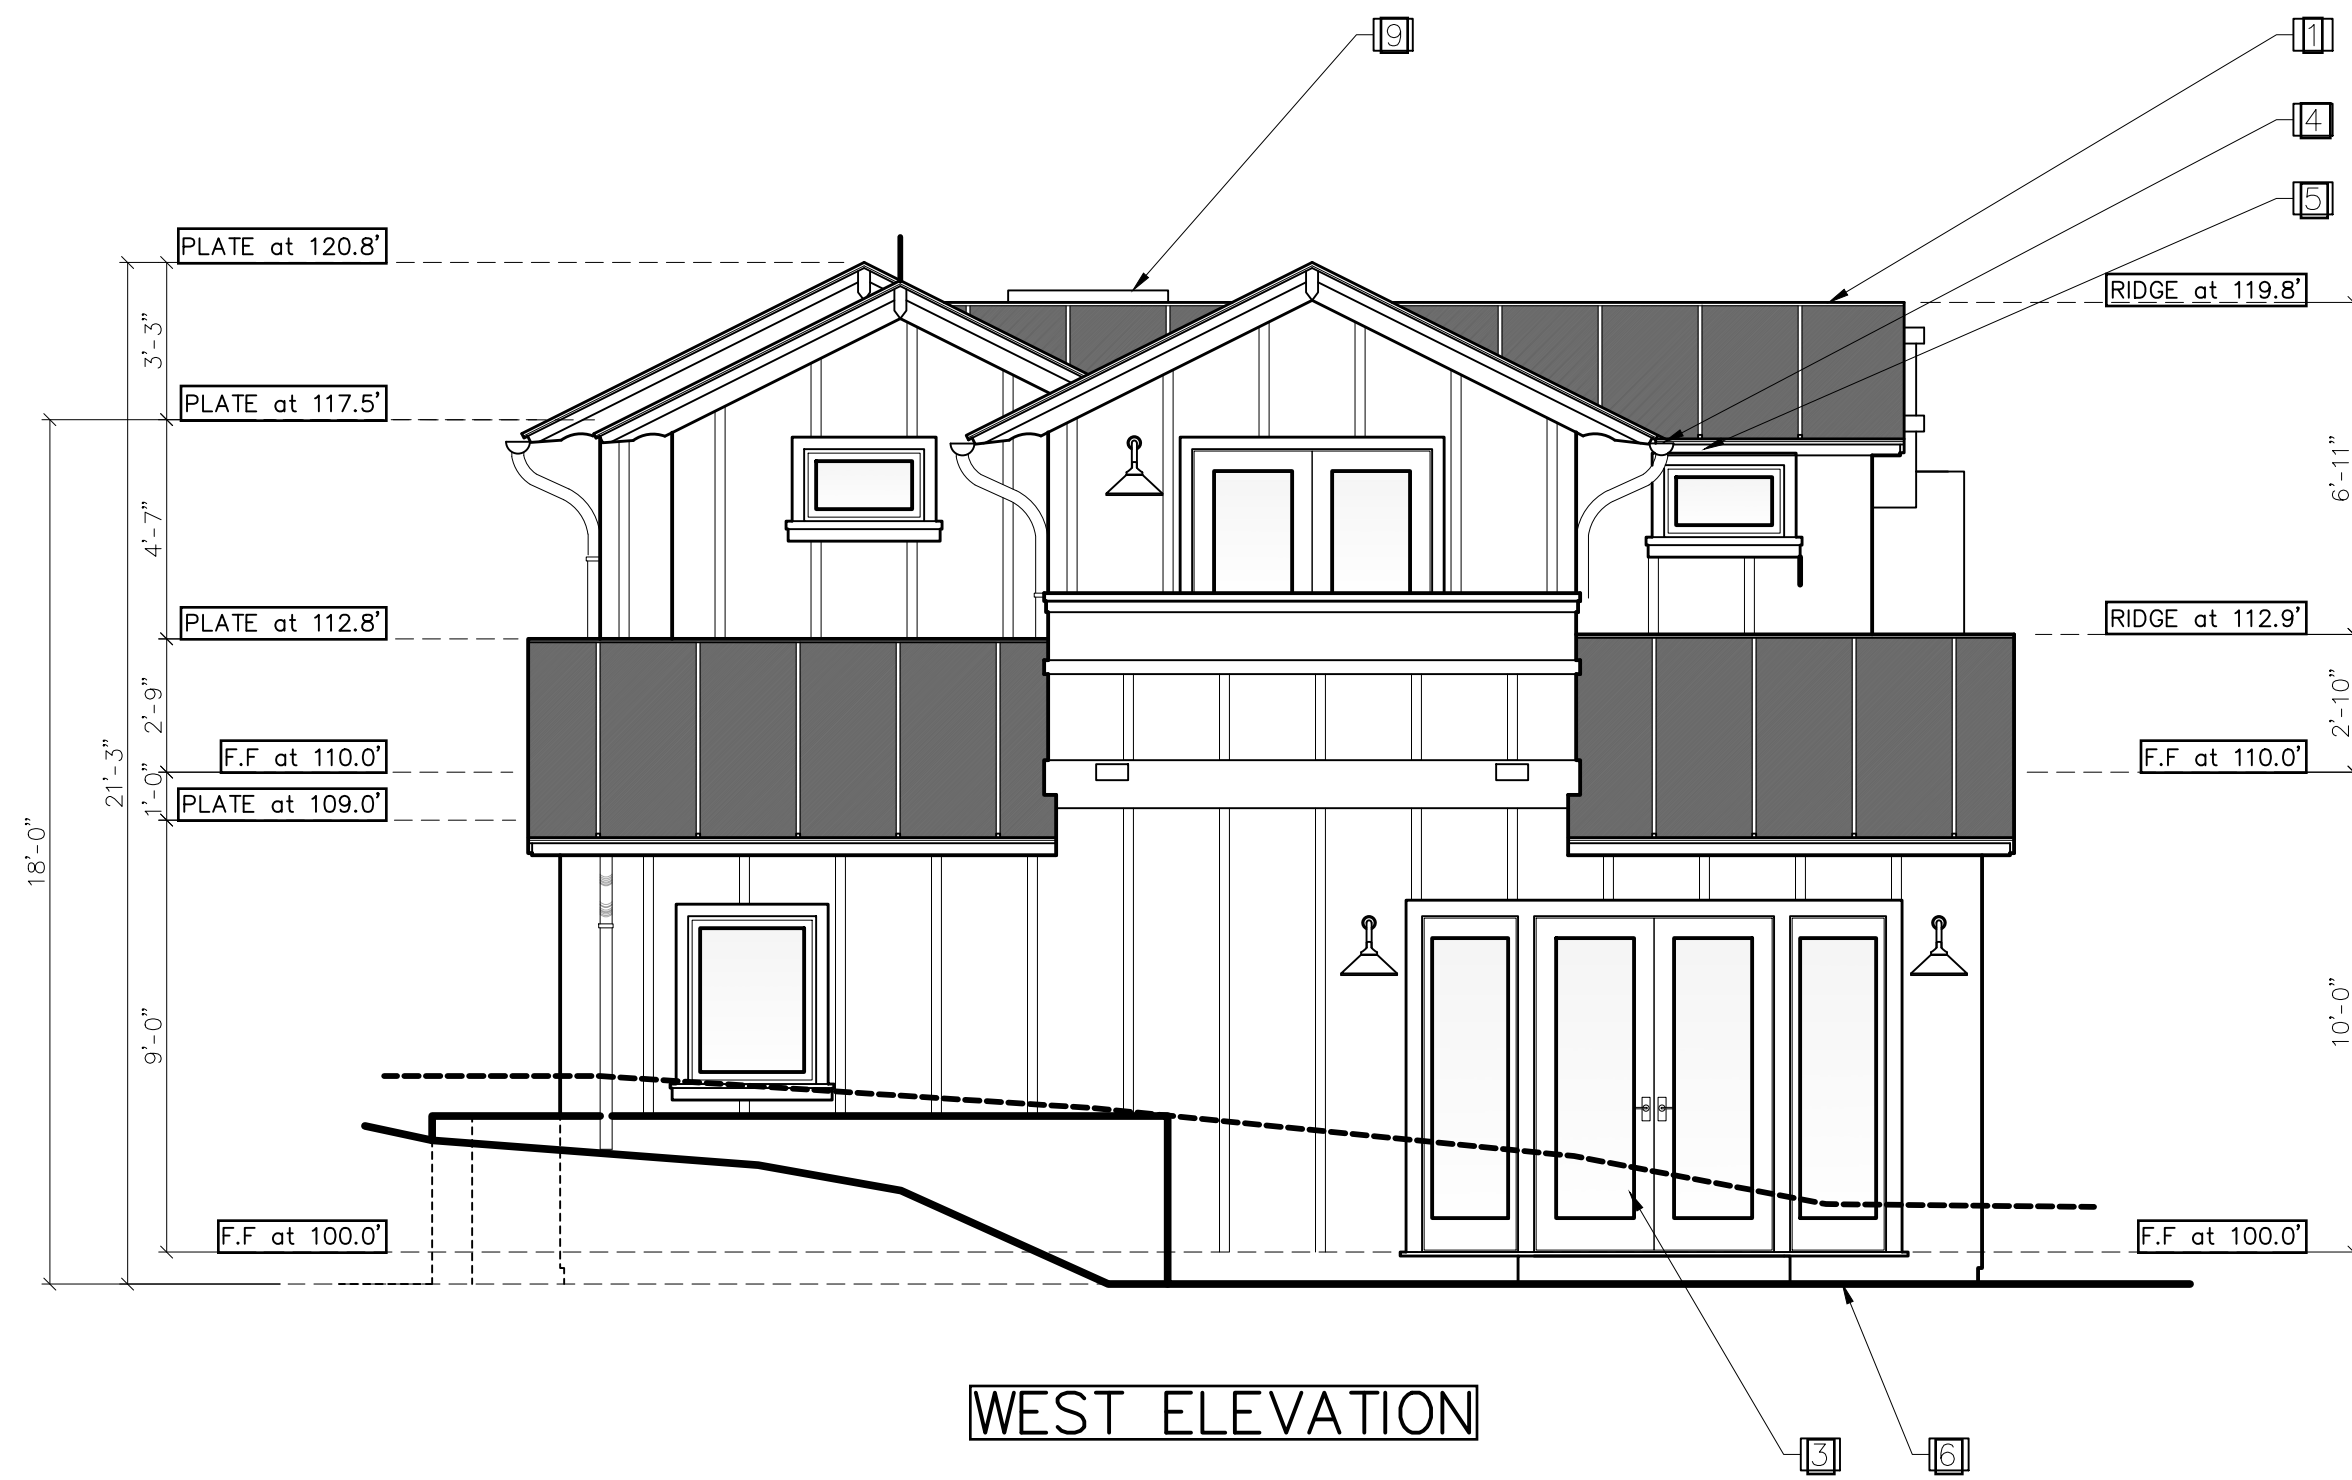 9
1
4
5
PLATE at 120.8'
RIDGE at 119.8'
3'-3"
PLATE at 117.5'
6'-11"
4'-7"
PLATE at 112.8'
RIDGE at 112.9'
2'-9"
2'-10"
F.F at 110.0'
F.F at 110.0'
21'-3"
1'-0"
PLATE at 109.0'
18'-0"
9'-0"
10'-0"
F.F at 100.0'
F.F at 100.0'
WEST ELEVATION
3
6